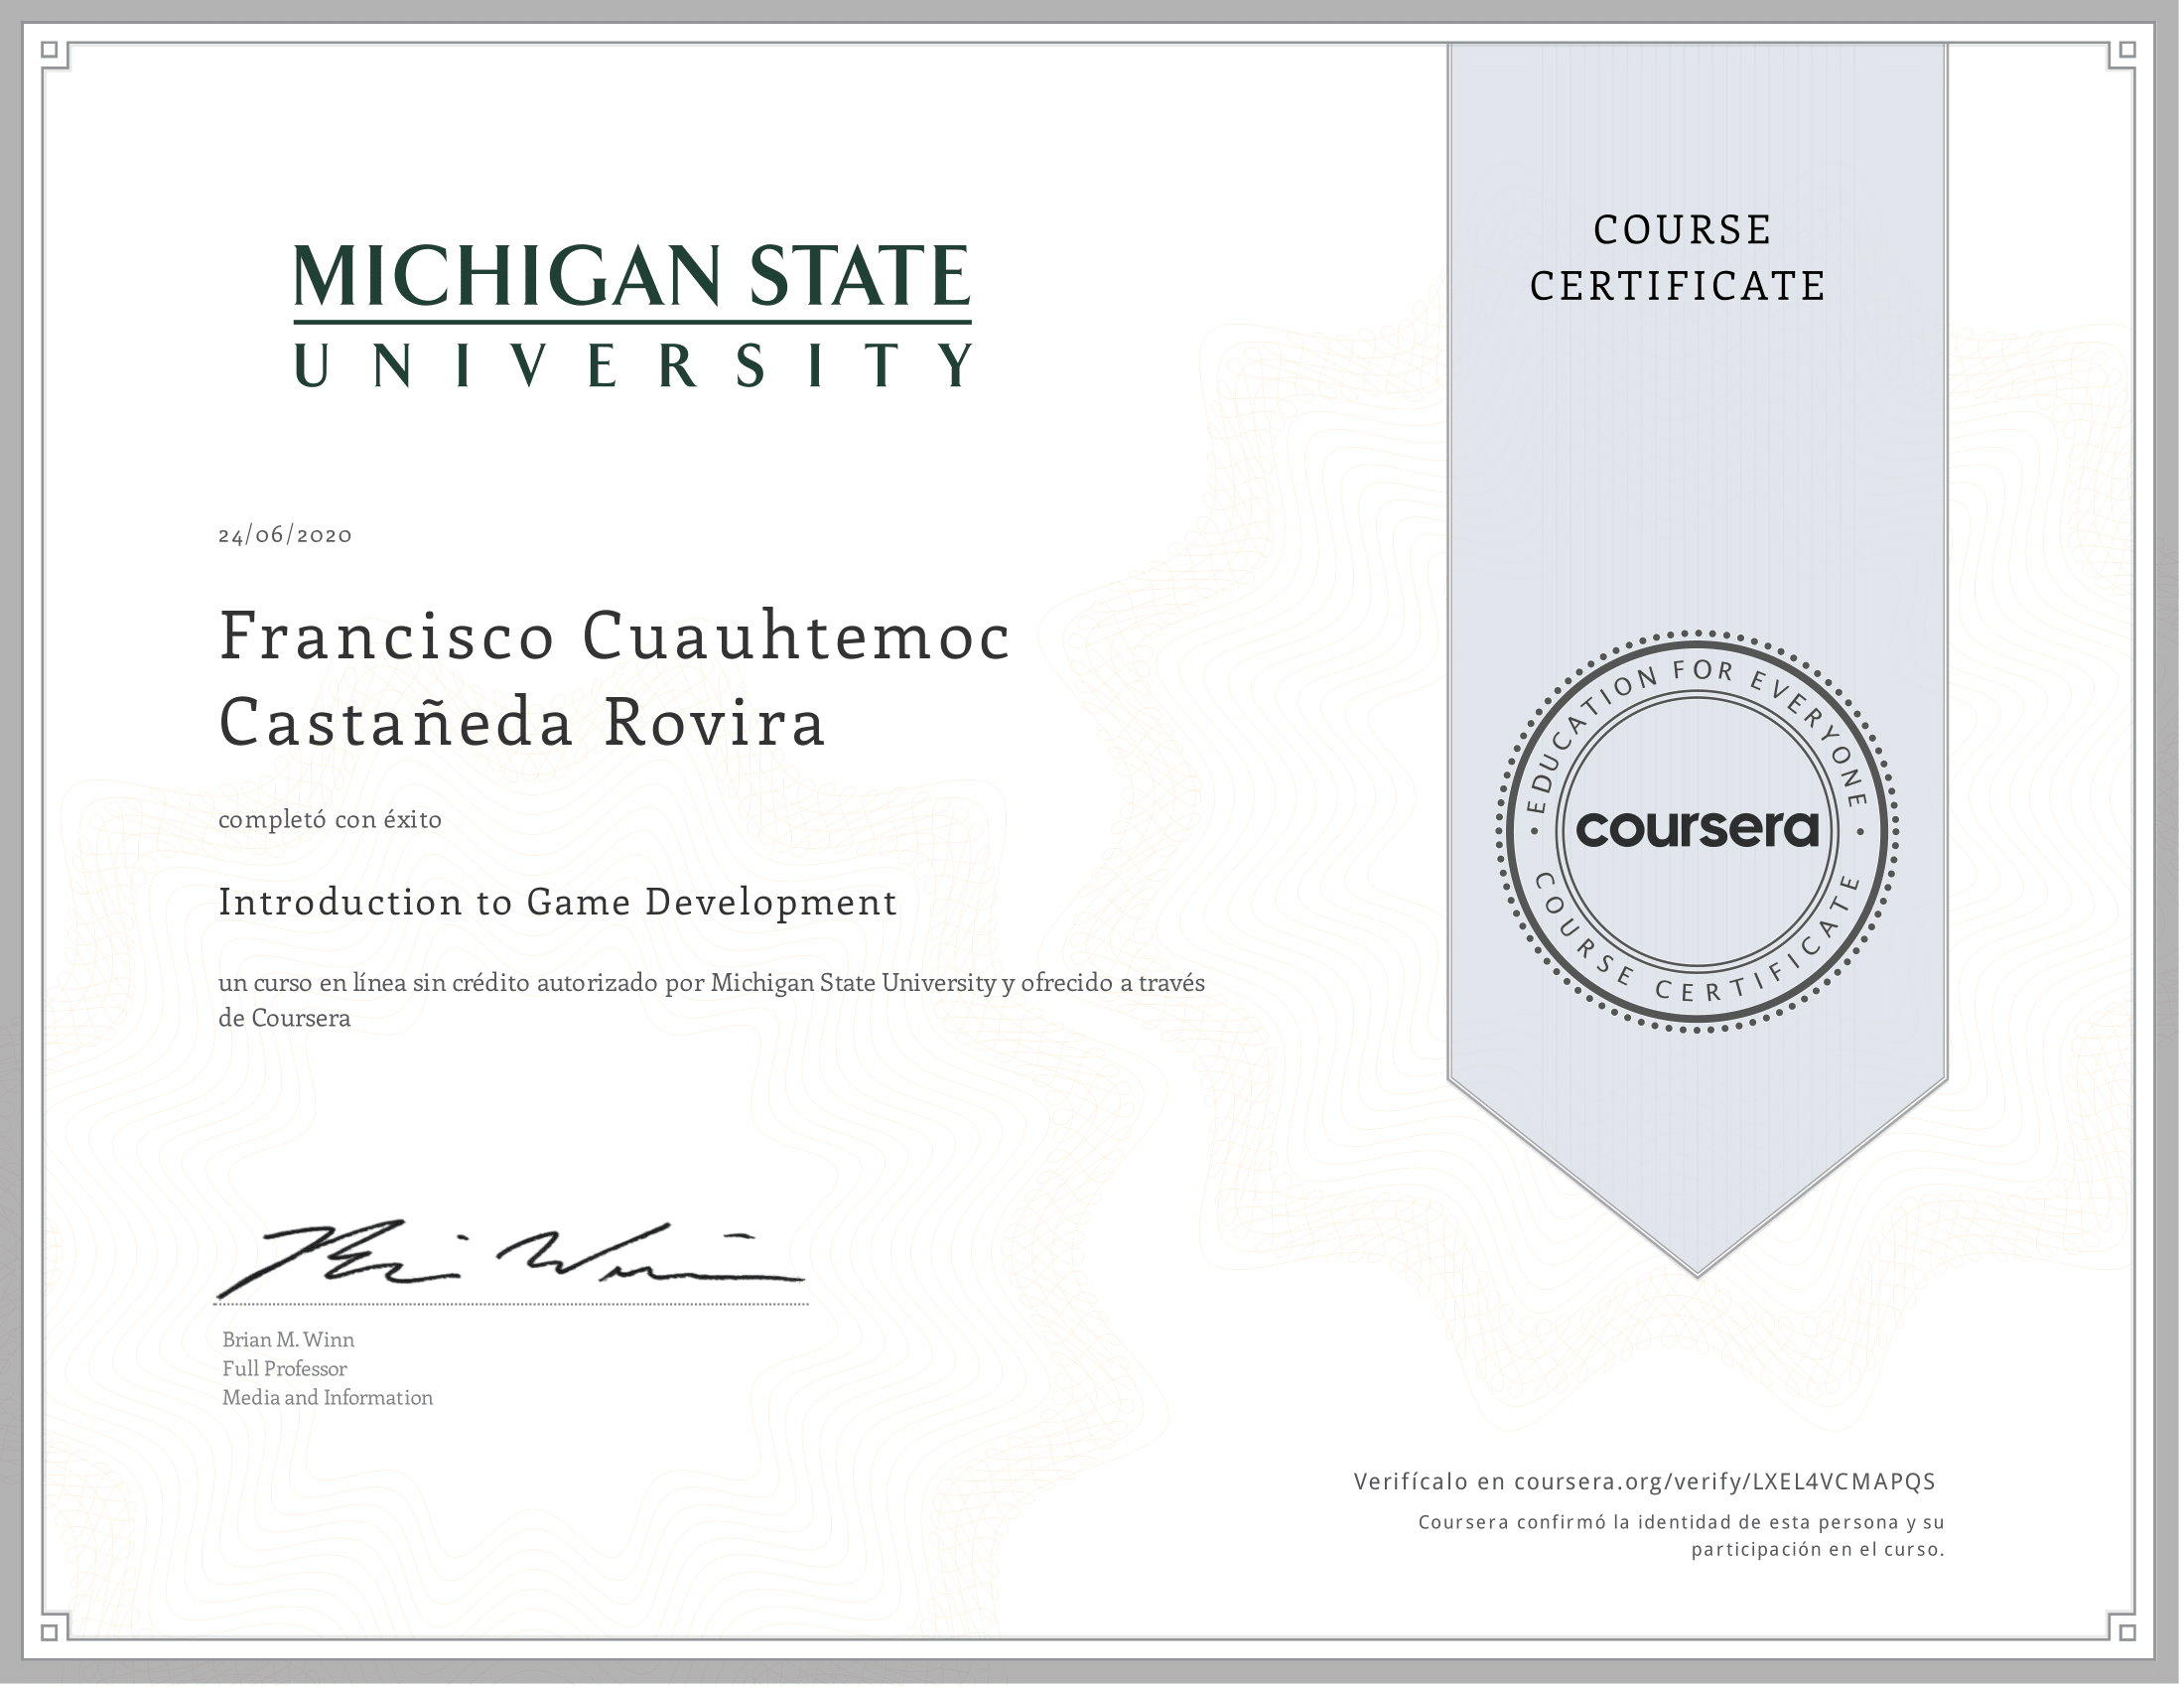 MICHIGAN STATE
UNIVERSITY
COURSE
CERTIFICATE
24/06/2020
Francisco Cuauhtemoc
Castañeda Rovira
completó con éxito
Introduction to Game Development
un curso en línea sin crédito autorizado por Michigan State University y ofrecido a través
de Coursera
EDUCATION FOR EVERYONE
coursera
COURSE CERTIFICATE
Brian M. Winn
Full Professor
Media and Information
Verifícalo en coursera.org/verify/LXEL4VCMAPQS
Coursera confirmó la identidad de esta persona y su
participación en el curso.